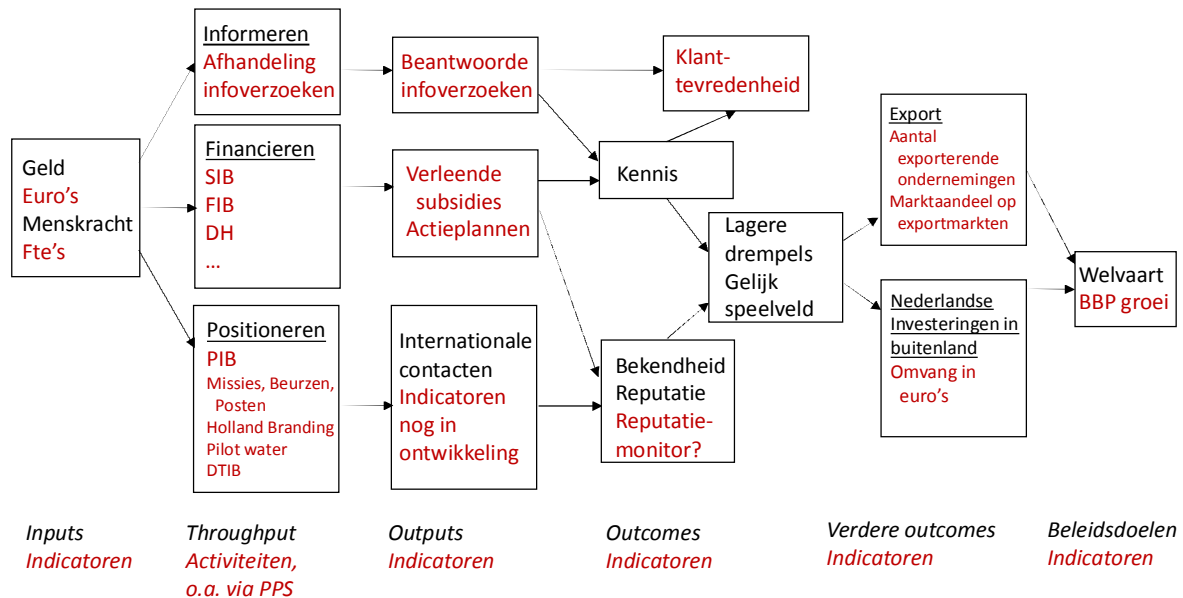 Geld
Euro's
Menskracht
Fte's
Informeren
Afhandeling
infoverzoeken
Financieren
SIB
FIB
DH
...
Positioneren
PIB
Missies, Beurzen,
Posten
Holland Branding
Pilot water
DTIB
Beantwoorde
infoverzoeken
Verleende
subsidies
Actieplannen
Internationale
contacten
Indicatoren
nog in
ontwikkeling
Klant-
tevredenheid
Kennis
Bekendheid
Reputatie
Reputatie-
monitor?
Lagere
drempels
Gelijk
speelveld
Export
Aantal
exporterende
ondernemingen
Marktaandeel op
exportmarkten
Nederlandse
Investeringen in
buitenland
Omvang in
euro's
Welvaart
BBP groei
Inputs
Indicatoren
Throughput
Activiteiten,
o.a. via PPS
Outputs
Indicatoren
Outcomes
Indicatoren
Verdere outcomes
Indicatoren
Beleidsdoelen
Indicatoren